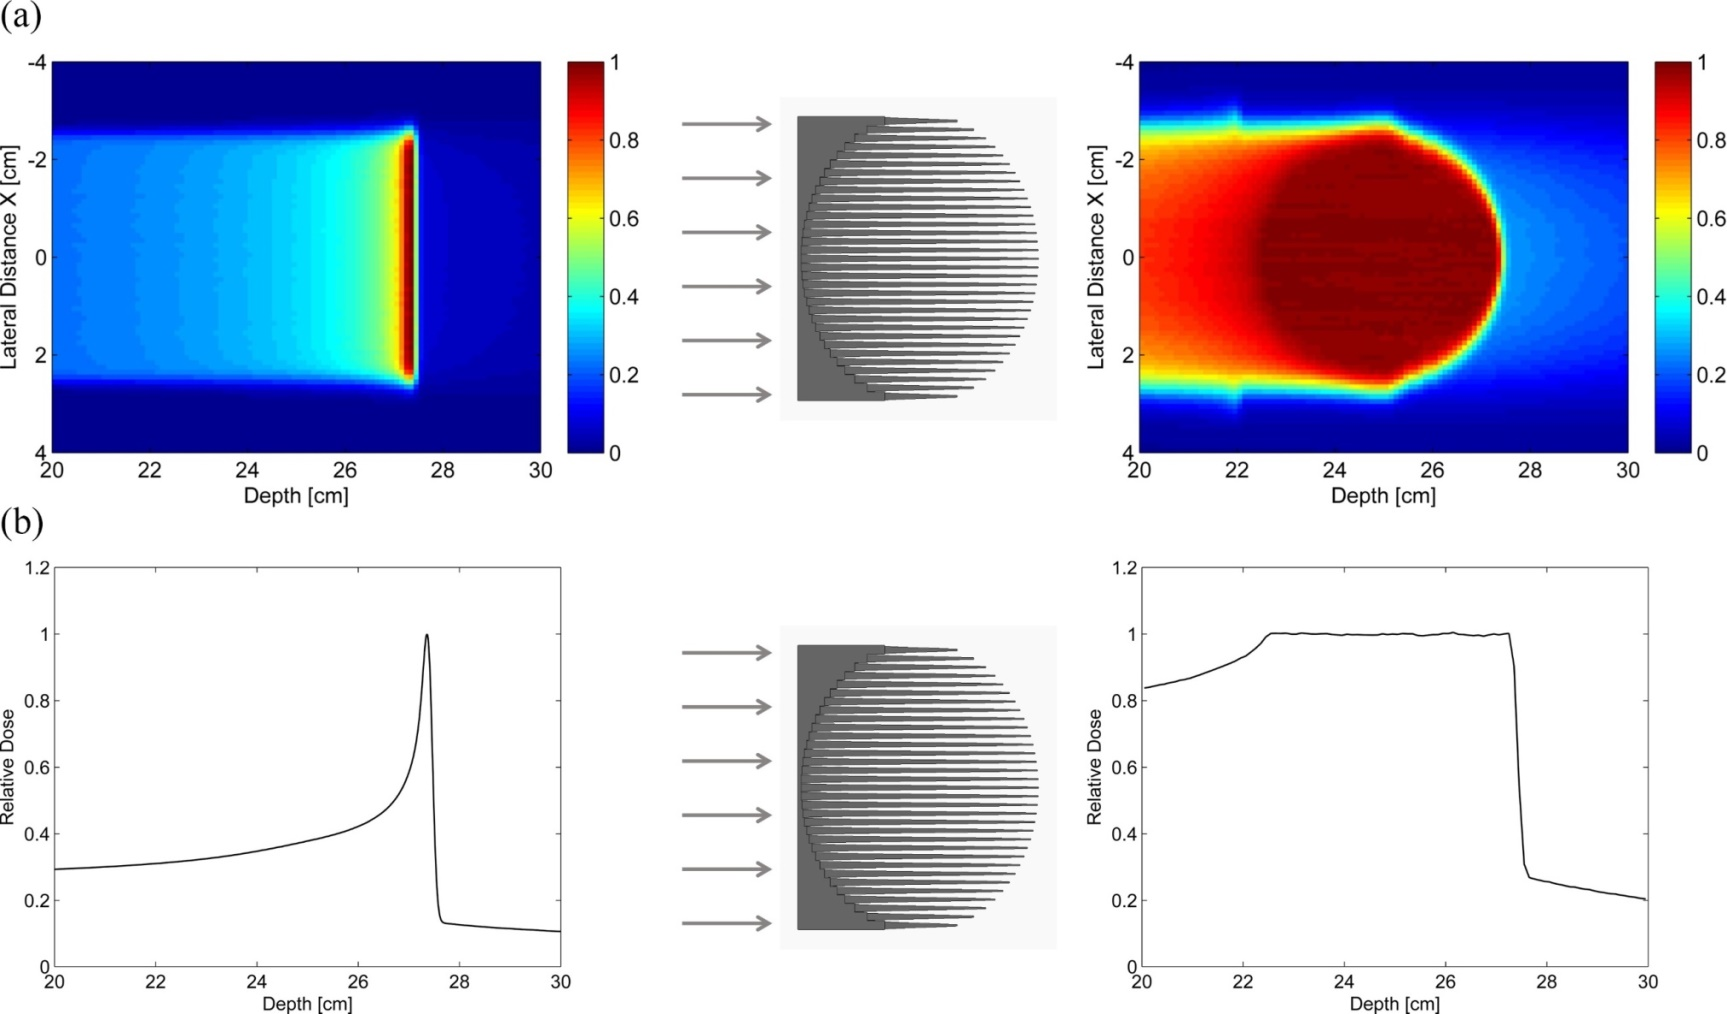 (a)
-4
-2
0
2
4
Lateral Distance X [cm]
20 22 24 26 28 30
Depth [cm]
1
0.8
0.6
0.4
0.2
0
-4
-2
0
2
4
Lateral Distance X [cm]
20 22 24 26 28 30
Depth [cm]
1
0.8
0.6
0.4
0.2
0
(b)
1.2
1
0.8
0.6
0.4
0.2
0
Relative Dose
20 22 24 26 28 30
Depth [cm]
1.2
1
0.8
0.6
0.4
0.2
0
Relative Dose
20 22 24 26 28 30
Depth [cm]